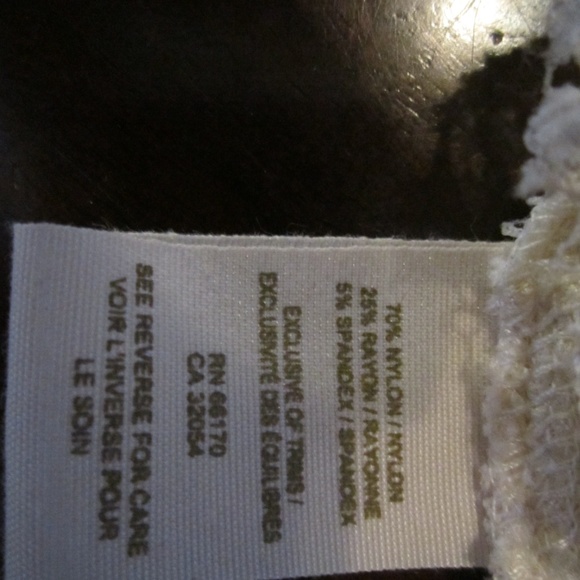 70% NYLON / NYLON
25% RAYON / RAYONNE
5% SPANDEX / SPANDEX
EXCLUSIVE OF TRIMS /
EXCLUSIVITÉ DES ÉQUILIBRES
RN 66170
CA 32054
SEE REVERSE FOR CARE
VOIR L'INVERSE POUR
LE SOIN